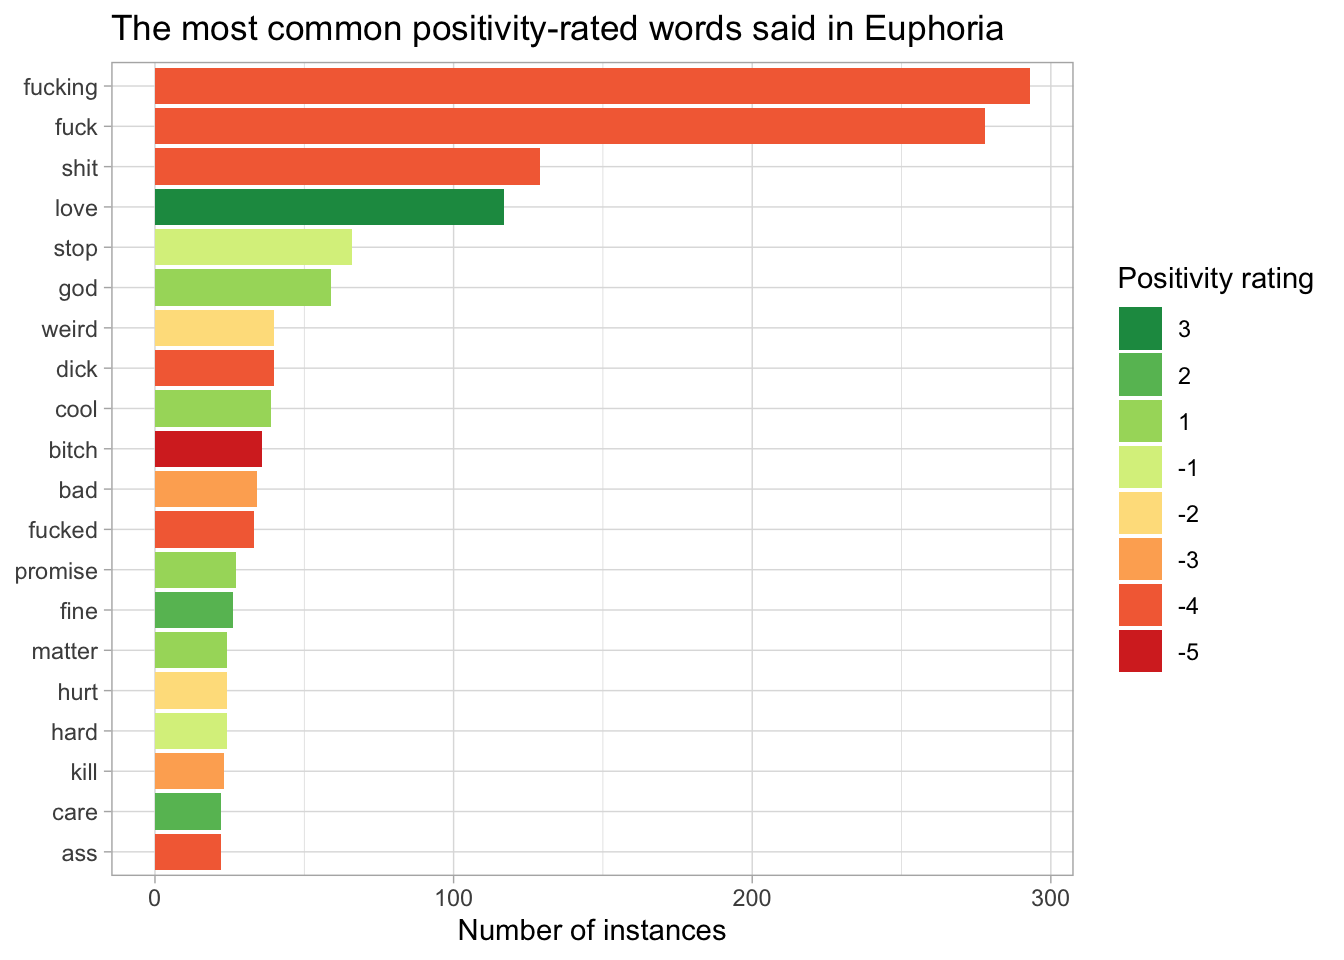 The most common positivity-rated words said in Euphoria
fucking
fuck
shit
love
stop
god
weird
dick
cool
bitch
bad
fucked
promise
fine
matter
hurt
hard
kill
care
ass
0 100 200 300
Number of instances
Positivity rating
3
2
1
-1
-2
-3
-4
-5